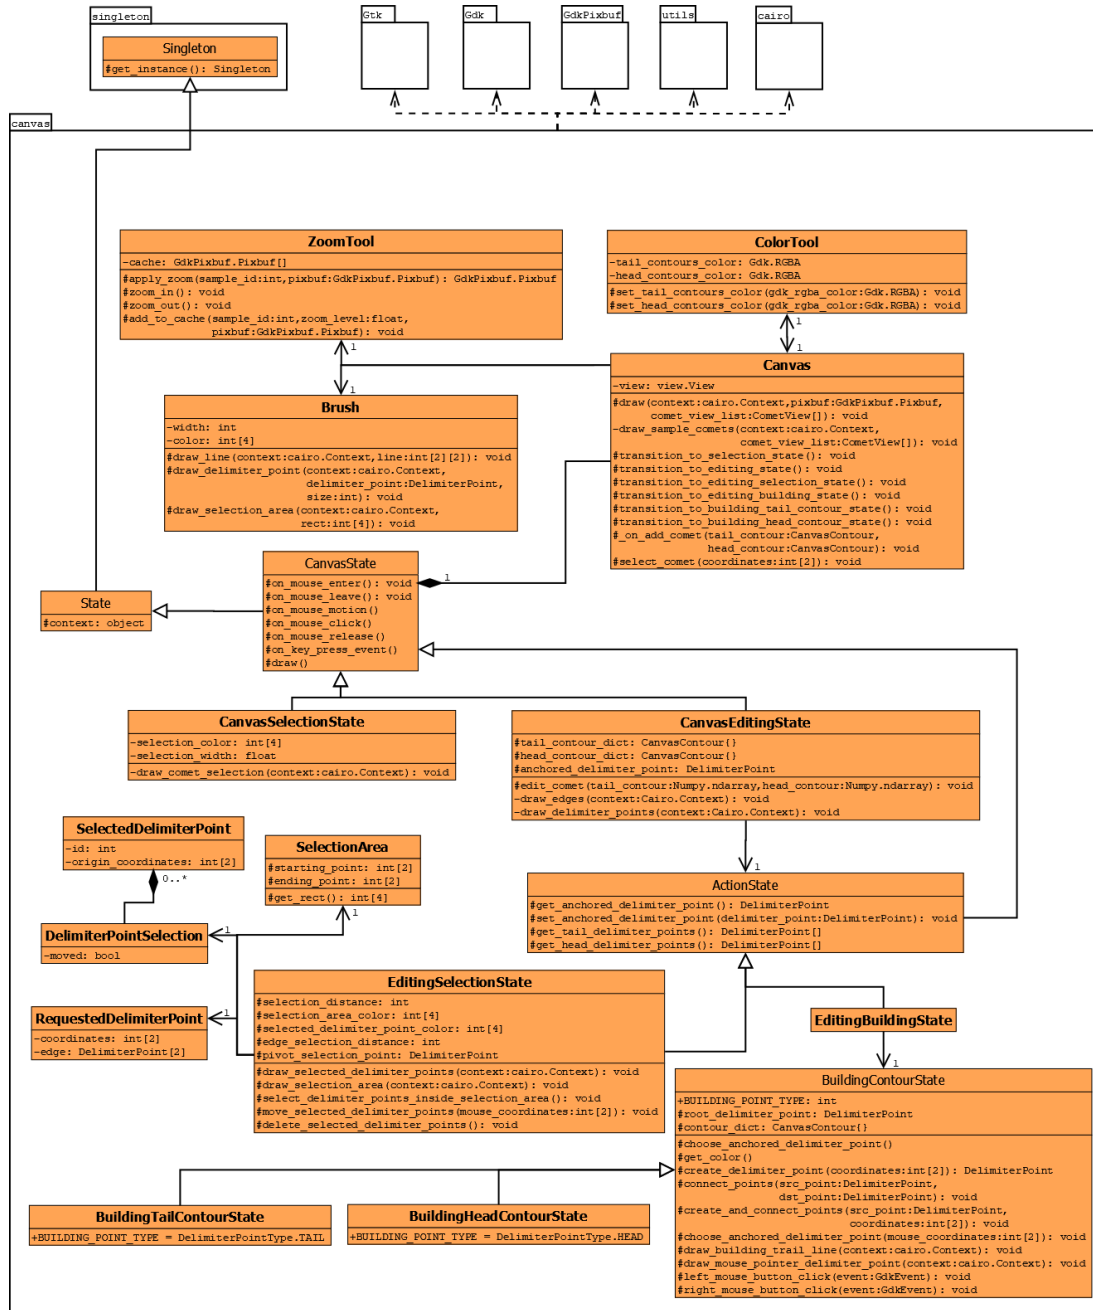 singleton
Singleton
#get_instance(): Singleton
Gtk
Gdk
GdkPixbuf
utils
cairo
canvas
ZoomTool
-cache: GdkPixbuf.Pixbuf[]
#apply_zoom(sample_id:int,pixbuf:GdkPixbuf.Pixbuf): GdkPixbuf.Pixbuf
#zoom_in(): void
#zoom_out(): void
#add_to_cache(sample_id:int,zoom_level:float,
pixbuf:GdkPixbuf.Pixbuf): void
ColorTool
-tail_contours_color: Gdk.RGBA
-head_contours_color: Gdk.RGBA
#set_tail_contours_color(gdk_rgba_color:Gdk.RGBA): void
#set_head_contours_color(gdk_rgba_color:Gdk.RGBA): void
1
1
1
1
Brush
-width: int
-color: int[4]
#draw_line(context:cairo.Context,line:int[2][2]): void
#draw_delimiter_point(context:cairo.Context,
delimiter_point:DelimiterPoint,
size:int): void
#draw_selection_area(context:cairo.Context,
rect:int[4]): void
Canvas
-view: view.View
#draw(context:cairo.Context,pixbuf:GdkPixbuf.Pixbuf,
comet_view_list:CometView[]): void
-draw_sample_comets(context:cairo.Context,
comet_view_list:CometView[]): void
#transition_to_selection_state(): void
#transition_to_editing_state(): void
#transition_to_editing_selection_state(): void
#transition_to_editing_building_state(): void
#transition_to_building_tail_contour_state(): void
#transition_to_building_head_contour_state(): void
#_on_add_comet(tail_contour:CanvasContour,
head_contour:CanvasContour): void
#select_comet(coordinates:int[2]): void
CanvasState
#on_mouse_enter(): void
#on_mouse_leave(): void
#on_mouse_motion()
#on_mouse_click()
#on_mouse_release()
#on_key_press_event()
#draw()
1
State
#context: object
CanvasSelectionState
-selection_color: int[4]
-selection_width: float
-draw_comet_selection(context:cairo.Context): void
CanvasEditingState
#tail_contour_dict: CanvasContour{}
#head_contour_dict: CanvasContour{}
#anchored_delimiter_point: DelimiterPoint
#edit_comet(tail_contour:Numpy.ndarray,head_contour:Numpy.ndarray): void
-draw_edges(context:Cairo.Context): void
-draw_delimiter_points(context:Cairo.Context): void
SelectedDelimiterPoint
-id: int
-origin_coordinates: int[2]
0..*
SelectionArea
#starting_point: int[2]
#ending_point: int[2]
#get_rect(): int[4]
1
1
ActionState
#get_anchored_delimiter_point(): DelimiterPoint
#set_anchored_delimiter_point(delimiter_point:DelimiterPoint): void
#get_tail_delimiter_points(): DelimiterPoint[]
#get_head_delimiter_points(): DelimiterPoint[]
DelimiterPointSelection
-moved: bool
1
EditingSelectionState
#selection_distance: int
#selection_area_color: int[4]
#selected_delimiter_point_color: int[4]
#edge_selection_distance: int
#pivot_selection_point: DelimiterPoint
#draw_selected_delimiter_points(context:cairo.Context): void
#draw_selection_area(context:cairo.Context): void
#select_delimiter_points_inside_selection_area(): void
#move_selected_delimiter_points(mouse_coordinates:int[2]): void
#delete_selected_delimiter_points(): void
RequestedDelimiterPoint
-coordinates: int[2]
-edge: DelimiterPoint[2]
1
EditingBuildingState
1
BuildingContourState
+BUILDING_POINT_TYPE: int
#root_delimiter_point: DelimiterPoint
#contour_dict: CanvasContour{}
#choose_anchored_delimiter_point()
#get_color()
#create_delimiter_point(coordinates:int[2]): DelimiterPoint
#connect_points(src_point:DelimiterPoint,
dst_point:DelimiterPoint): void
#create_and_connect_points(src_point:DelimiterPoint,
coordinates:int[2]): void
#choose_anchored_delimiter_point(mouse_coordinates:int[2]): void
#draw_building_trail_line(context:cairo.Context): void
#draw_mouse_pointer_delimiter_point(context:cairo.Context): void
#left_mouse_button_click(event:GdkEvent): void
#right_mouse_button_click(event:GdkEvent): void
BuildingTailContourState
+BUILDING_POINT_TYPE = DelimiterPointType.TAIL
BuildingHeadContourState
+BUILDING_POINT_TYPE = DelimiterPointType.HEAD